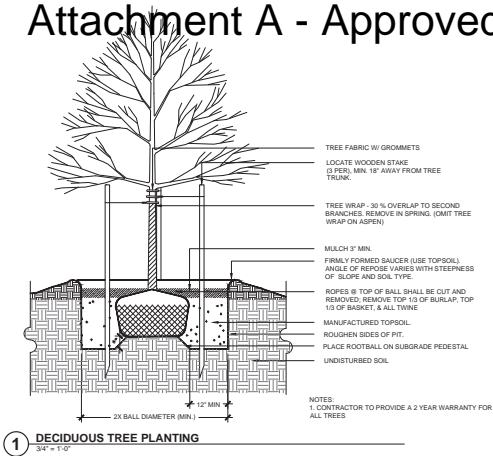 Attachment A - Approved
TREE FABRIC W/ GROMMETS
LOCATE WOODEN STAKE
(3 PER), MIN. 18" AWAY FROM TREE
TRUNK.
TREE WRAP - 30 % OVERLAP TO SECOND
BRANCHES. REMOVE IN SPRING. (OMIT TREE
WRAP ON ASPEN)
MULCH 3" MIN.
FIRMLY FORMED SAUCER (USE TOPSOIL).
ANGLE OF REPOSE VARIES WITH STEEPNESS
OF SLOPE AND SOIL TYPE.
ROPES @ TOP OF BALL SHALL BE CUT AND
REMOVED; REMOVE TOP 1/3 OF BURLAP, TOP
1/3 OF BASKET, & ALL TWINE
MANUFACTURED TOPSOIL.
ROUGHEN SIDES OF PIT.
PLACE ROOTBALL ON SUBGRADE PEDESTAL
UNDISTURBED SOIL
12" MIN
2X BALL DIAMETER (MIN.)
NOTES:
1. CONTRACTOR TO PROVIDE A 2 YEAR WARRANTY FOR
ALL TREES
1 DECIDUOUS TREE PLANTING
3/4" = 1'-0"